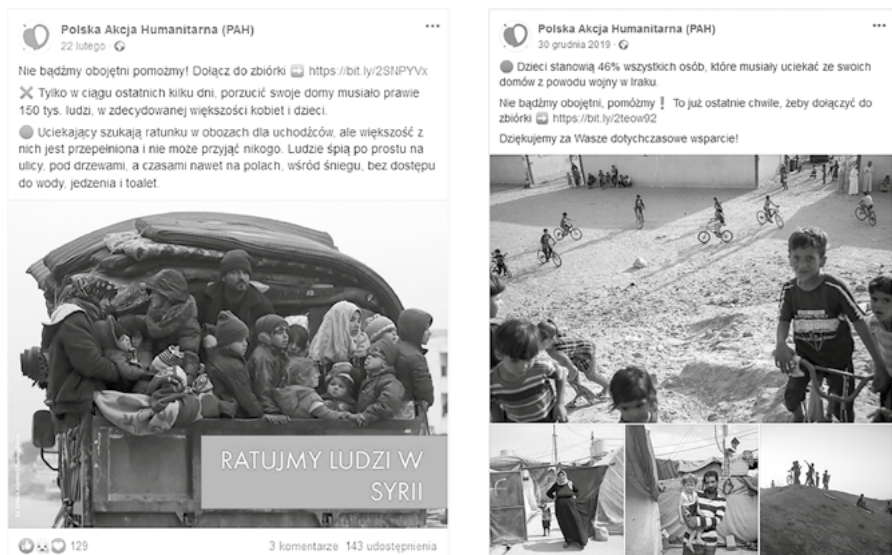 Polska Akcja Humanitarna (PAH)
22 lutego
Nie bądźmy obojętni pomożmy! Dołącz do zbiórki ➡ https://bit.ly/2SNPYVx
❌ Tylko w ciągu ostatnich kilku dni, porzucić swoje domy musiało prawie
150 tys. ludzi, w zdecydowanej większości kobiet i dzieci.
Uciekający szukają ratunku w obozach dla uchodźców, ale większość z
nich jest przepełniona i nie może przyjąć nikogo. Ludzie śpią po prostu na
ulicy, pod drzewami, a czasami nawet na polach, wśród śniegu, bez dostępu
do wody, jedzenia i toalet.
RATUJMY LUDZI W
SYRII
129
3 komentarze 143 udostępnienia
Polska Akcja Humanitarna (PAH)
30 grudnia 2019
Dzieci stanowią 46% wszystkich osób, które musiały uciekać ze swoich
domów z powodu wojny w Iraku.
Nie bądźmy obojętni, pomóżmy ! To już ostatnie chwile, żeby dołączyć do
zbiórki ➡ https://bit.ly/2teow92
Dziękujemy za Wasze dotychczasowe wsparcie!